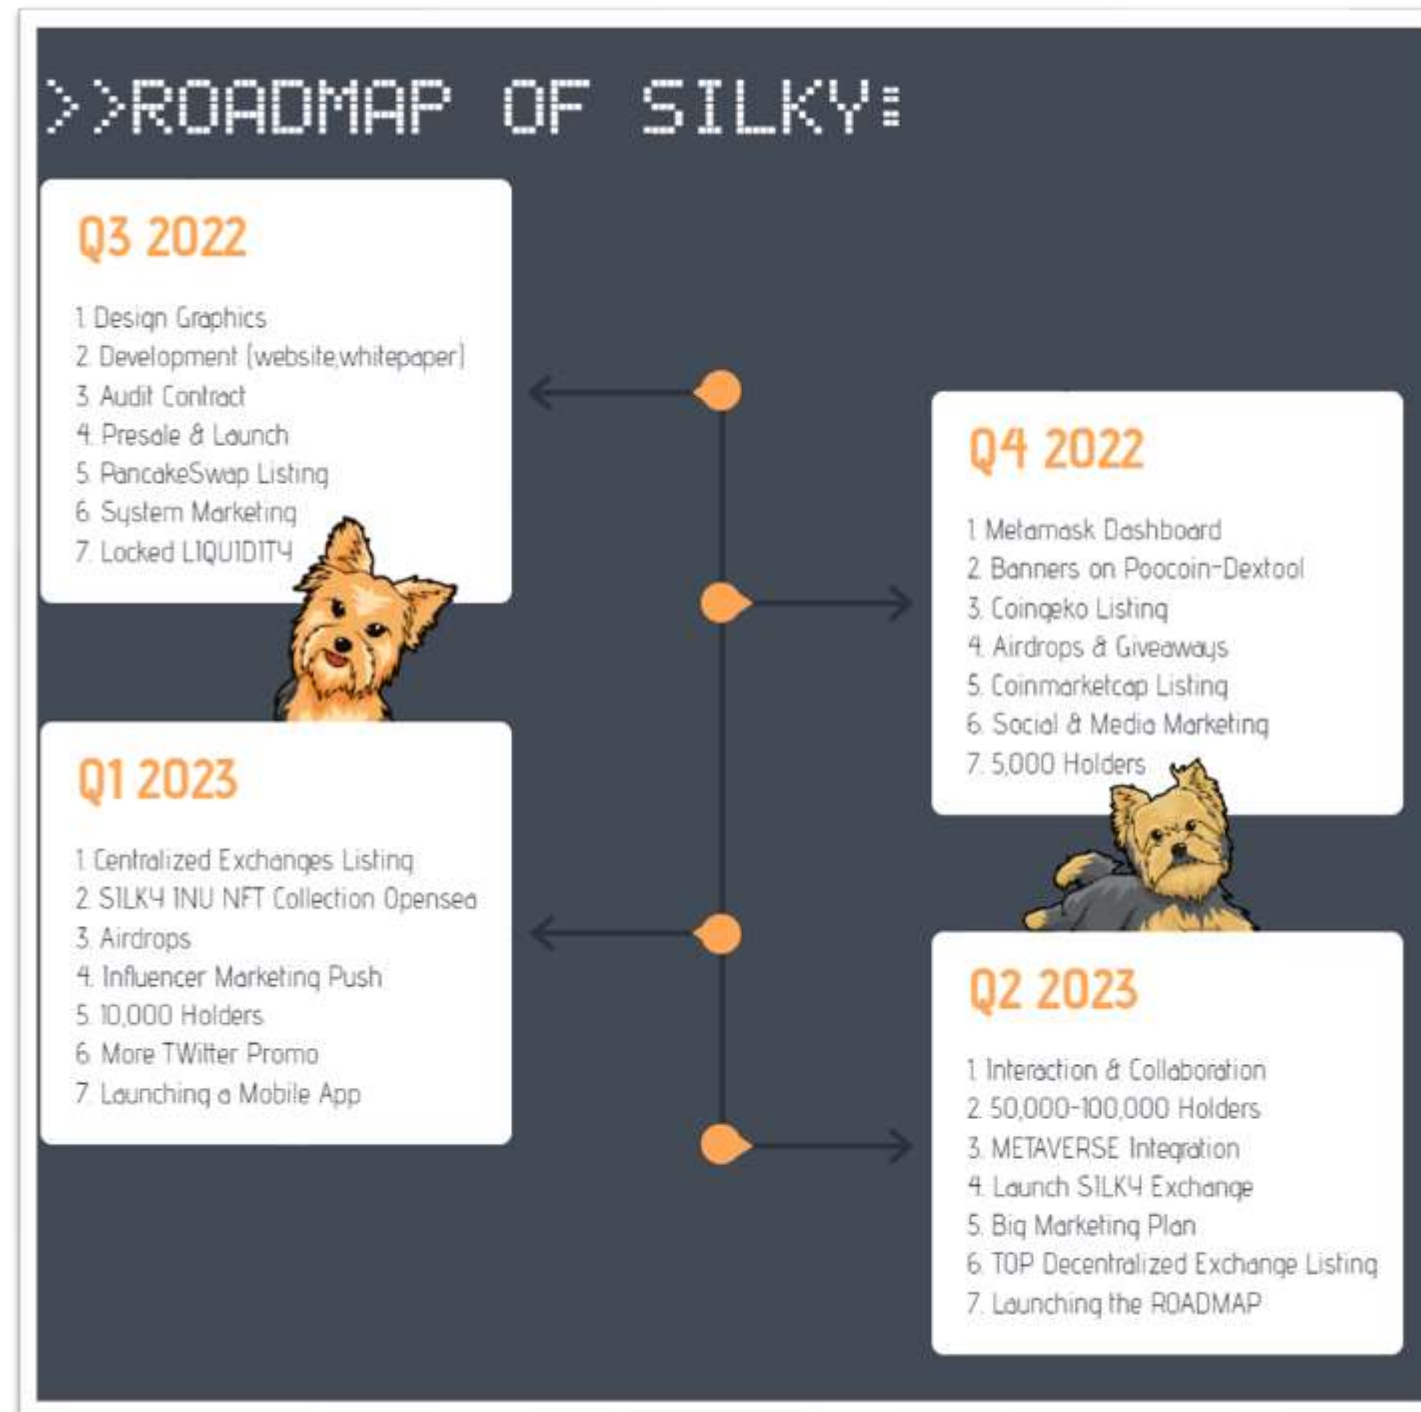 >>ROADMAP OF SILKY:
Q3 2022
1. Design Graphics
2. Development (website,whitepaper)
3. Audit Contract
4. Presale & Launch
5. PancakeSwap Listing
6. System Marketing
7. Locked LIQUIDITY
Q4 2022
1. Metamask Dashboard
2. Banners on Poocoin-Dextool
3. Coingeko Listing
4. Airdrops & Giveaways
5. Coinmarketcap Listing
6. Social & Media Marketing
7. 5,000 Holders
Q1 2023
1. Centralized Exchanges Listing
2. SILKY INU NFT Collection Opensea
3. Airdrops
4. Influencer Marketing Push
5. 10,000 Holders
6. More TWitter Promo
7. Launching a Mobile App
Q2 2023
1. Interaction & Collaboration
2. 50,000-100,000 Holders
3. METAVERSE Integration
4. Launch SILKY Exchange
5. Big Marketing Plan
6. TOP Decentralized Exchange Listing
7. Launching the ROADMAP